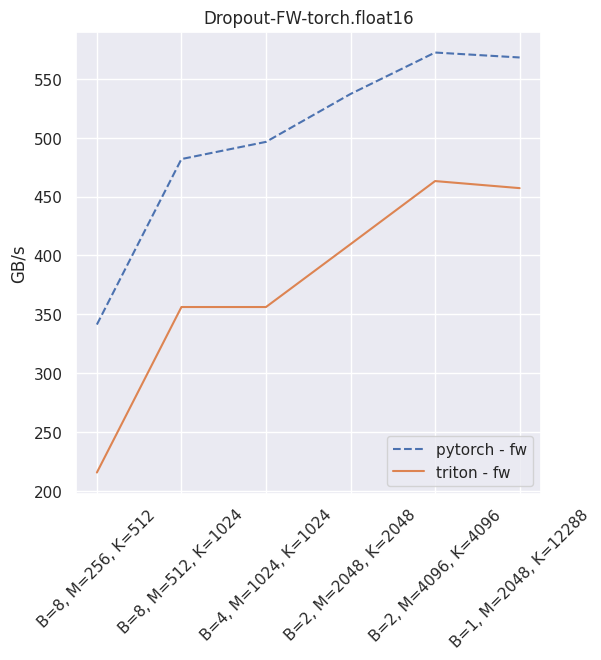 Dropout-FW-torch.float16
GB/s
550
500
450
400
350
300
250
200
pytorch - fw
triton - fw
B=8, M=256, K=512
B=8, M=512, K=1024
B=4, M=1024, K=1024
B=2, M=2048, K=2048
B=2, M=4096, K=4096
B=1, M=2048, K=12288